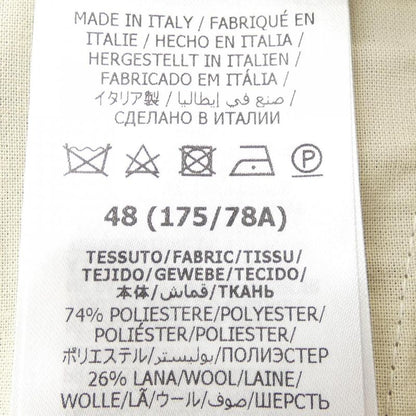 MADE IN ITALY / FABRIQUÉ EN
ITALIE / HECHO EN ITALIA /
HERGESTELLT IN ITALIEN /
FABRICADO EM ITÁLIA /
イタリア製 / صنع في إيطاليا /
СДЕЛАНО В ИТАЛИИ
P
48 (175/78A)
TESSUTO/FABRIC/TISSU/
TEJIDO/GEWEBE/TECIDO/
本体/قماش/ТКАНЬ
74% POLIESTERE/POLYESTER/
POLIÉSTER/POLYESTER/
ポリエステル/بوليستر/ПОЛИЭСТЕР
26% LANA/WOOL/LAINE/
WOLLE/LÃ/ウール/صوف/ШЕРСТЬ